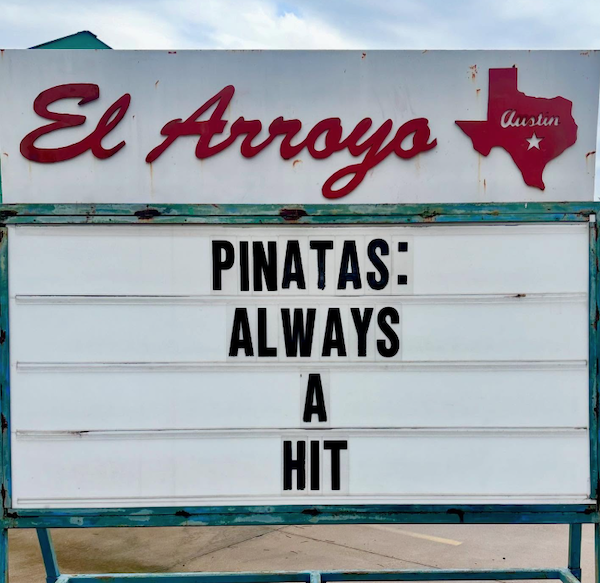 El Arroyo
Austin
PINATAS:
ALWAYS
A
HIT